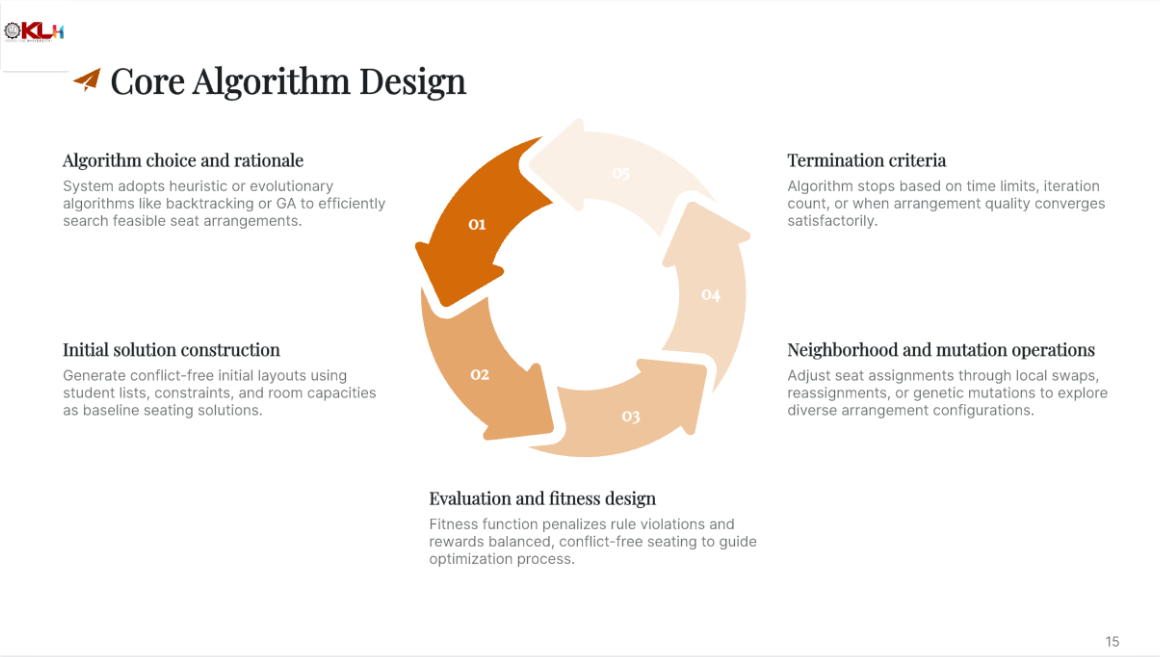 KLH
Core Algorithm Design
Algorithm choice and rationale
System adopts heuristic or evolutionary
algorithms like backtracking or GA to efficiently
search feasible seat arrangements.
01
Initial solution construction
Generate conflict-free initial layouts using
student lists, constraints, and room capacities
as baseline seating solutions.
02
Evaluation and fitness design
Fitness function penalizes rule violations and
rewards balanced, conflict-free seating to guide
optimization process.
03
Neighborhood and mutation operations
Adjust seat assignments through local swaps,
reassignments, or genetic mutations to explore
diverse arrangement configurations.
04
Termination criteria
Algorithm stops based on time limits, iteration
count, or when arrangement quality converges
satisfactorily.
05
15